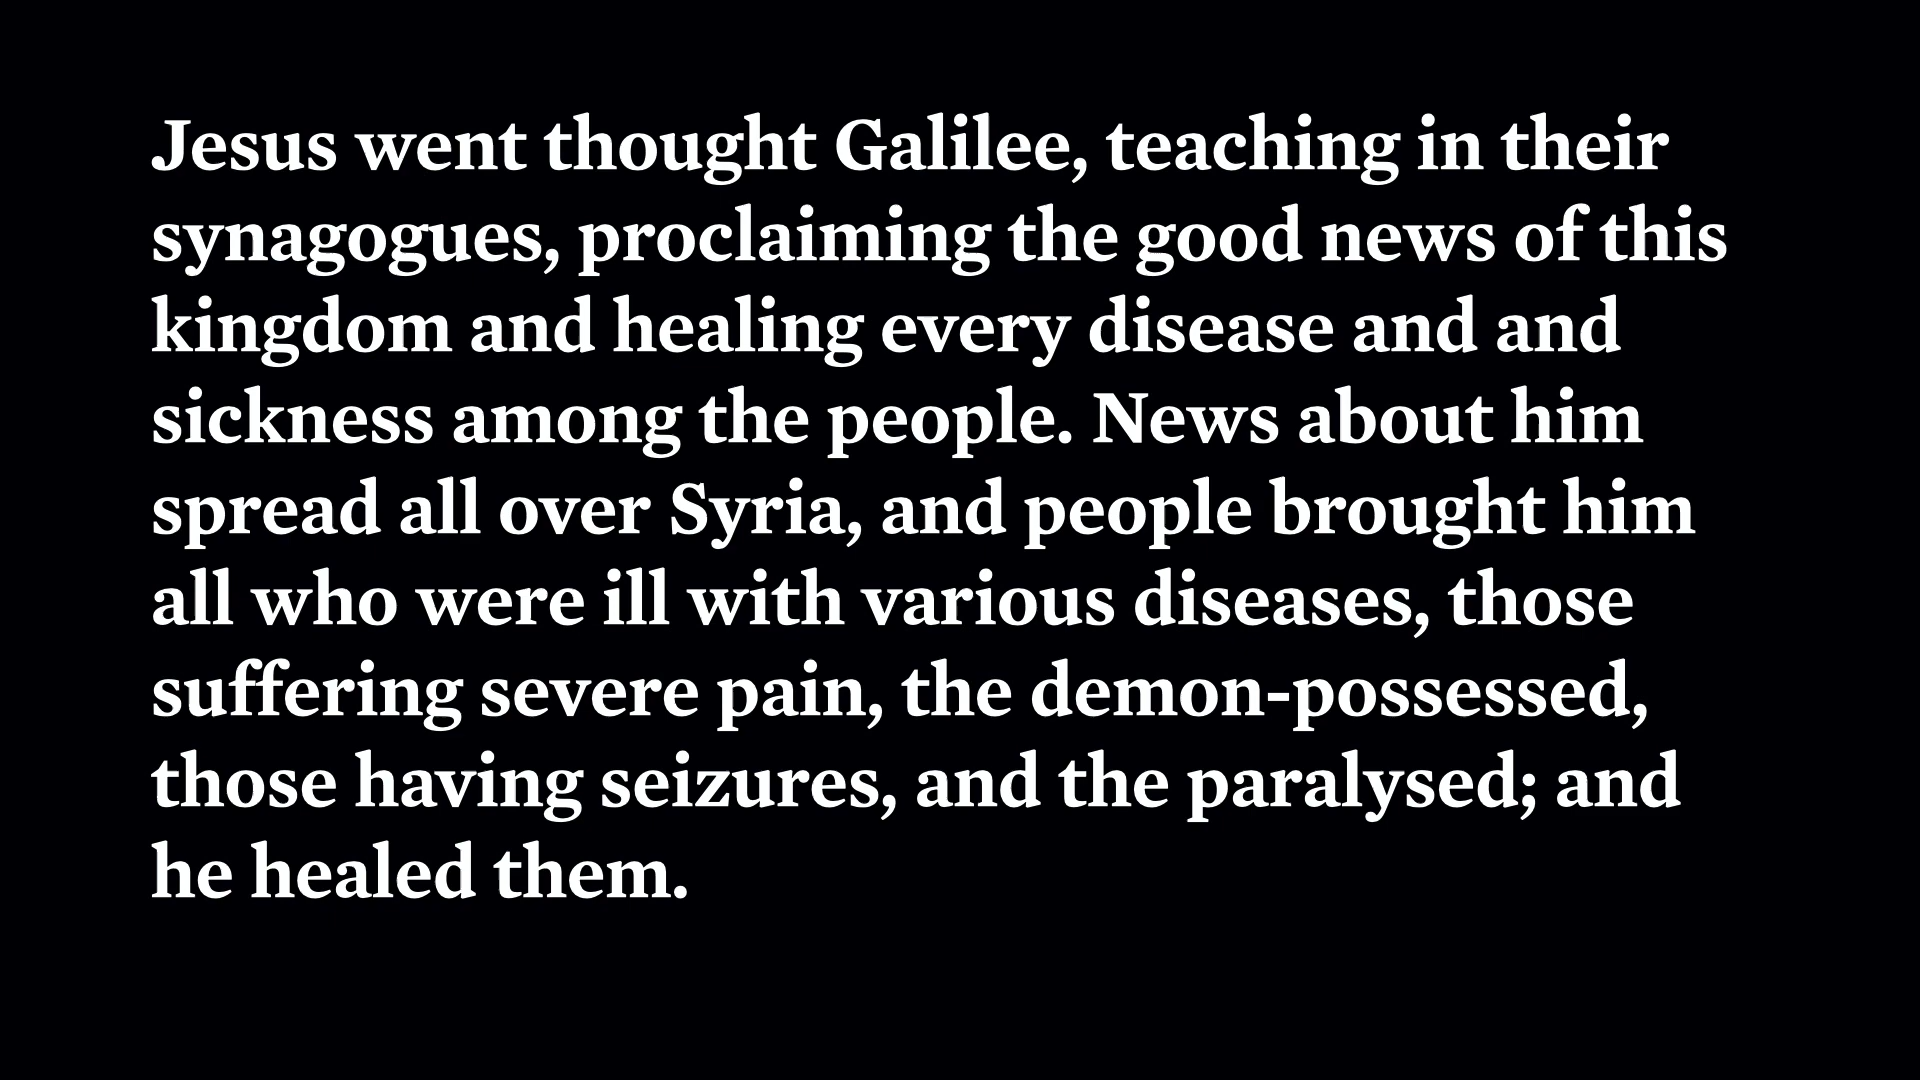 Jesus went thought Galilee, teaching in their
synagogues, proclaiming the good news of this
kingdom and healing every disease and and
sickness among the people. News about him
spread all over Syria, and people brought him
all who were ill with various diseases, those
suffering severe pain, the demon-possessed,
those having seizures, and the paralysed; and
he healed them.